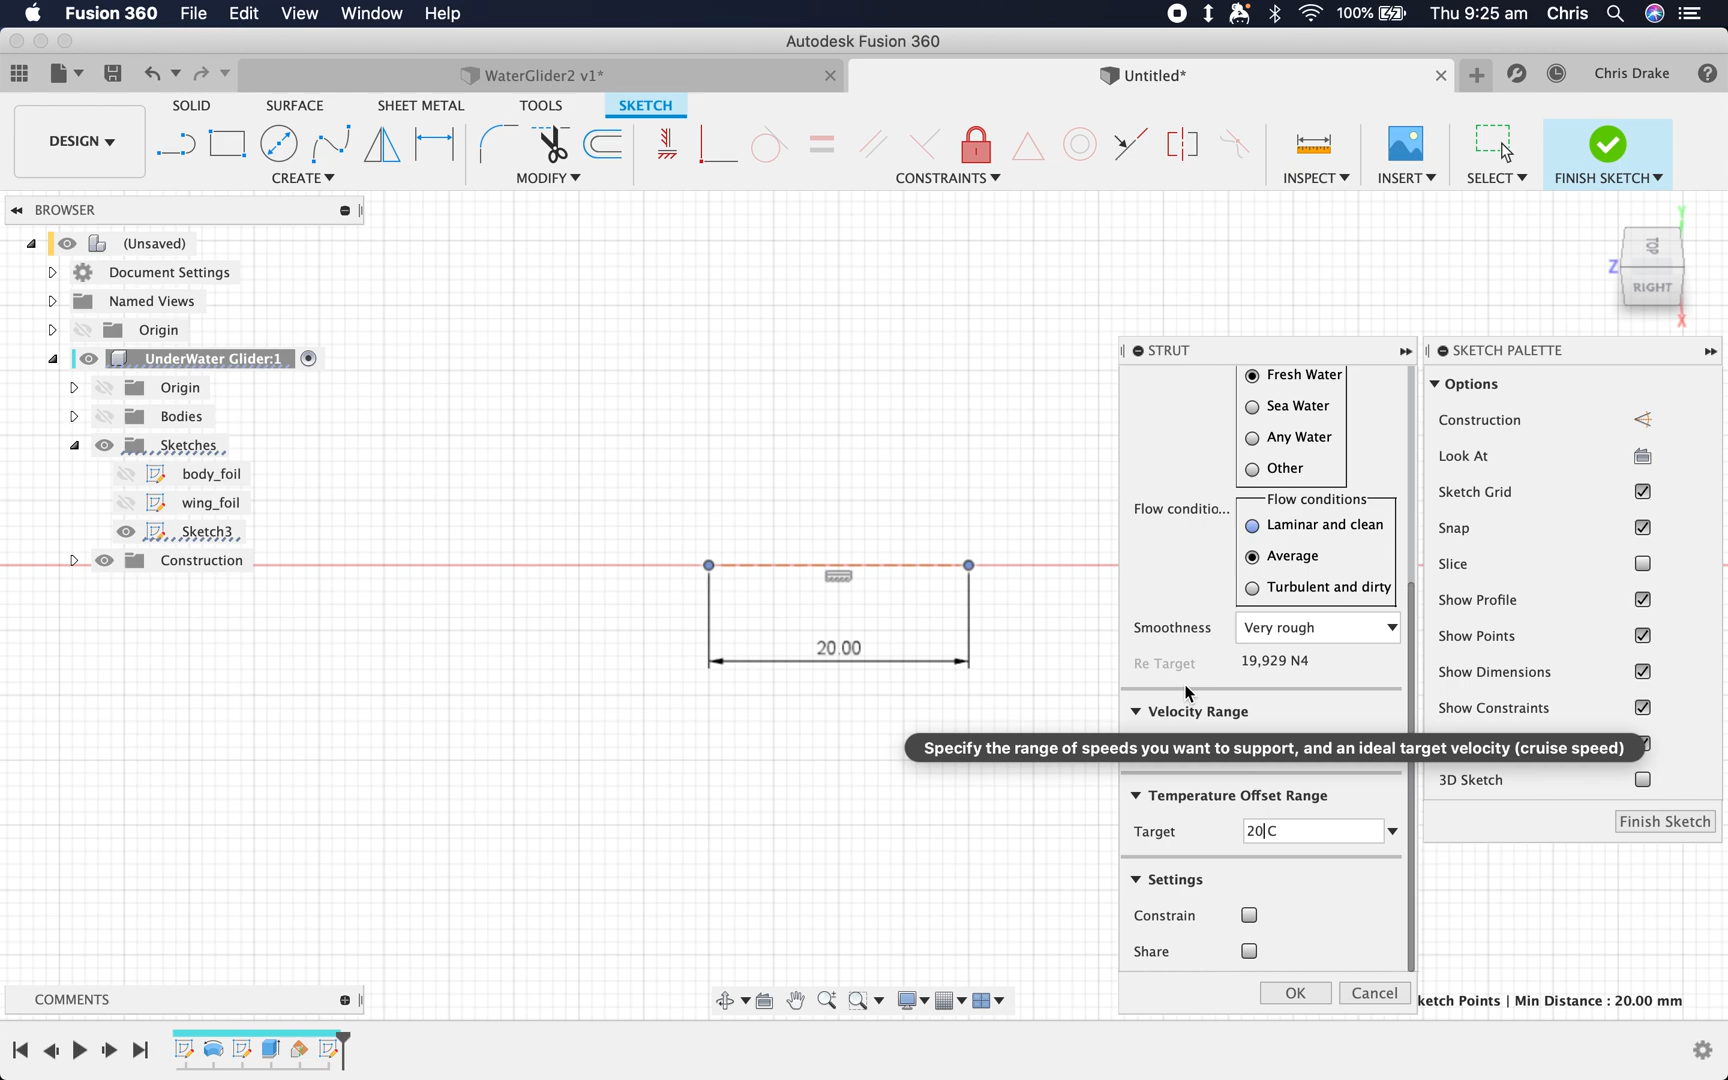 Fusion 360 File Edit View Window Help 100% Thu 9:25 am Chris
Autodesk Fusion 360
WaterGlider2 v1* Untitled* Chris Drake
SOLID SURFACE SHEET METAL TOOLS SKETCH
DESIGN
CREATE MODIFY CONSTRAINTS INSPECT INSERT SELECT FINISH SKETCH
BROWSER
(Unsaved)
Document Settings
Named Views
Origin
UnderWater Glider:1
Origin
Bodies
Sketches
body_foil
wing_foil
Sketch3
Construction
TOP
RIGHT
Y
Z
X
20.00
STRUT
Fresh Water
Sea Water
Any Water
Other
Flow conditio...
Flow conditions
Laminar and clean
Average
Turbulent and dirty
Smoothness Very rough
Re Target 19,929 N4
Velocity Range
Specify the range of speeds you want to support, and an ideal target velocity (cruise speed)
Temperature Offset Range
Target 20 C
Settings
Constrain
Share
OK Cancel
SKETCH PALETTE
Options
Construction
Look At
Sketch Grid
Snap
Slice
Show Profile
Show Points
Show Dimensions
Show Constraints
3D Sketch
Finish Sketch
COMMENTS
ketch Points | Min Distance : 20.00 mm